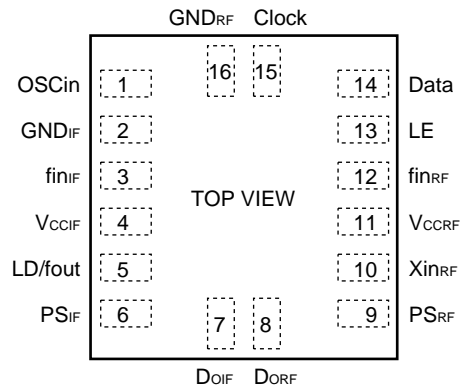 GNDRF Clock
16 15
OSCin 1 14 Data
GNDIF 2 13 LE
finIF 3 12 finRF
TOP VIEW
VCCIF 4 11 VCCRF
LD/fout 5 10 XinRF
PSIF 6 7 8 9 PSRF
DOIF DORF